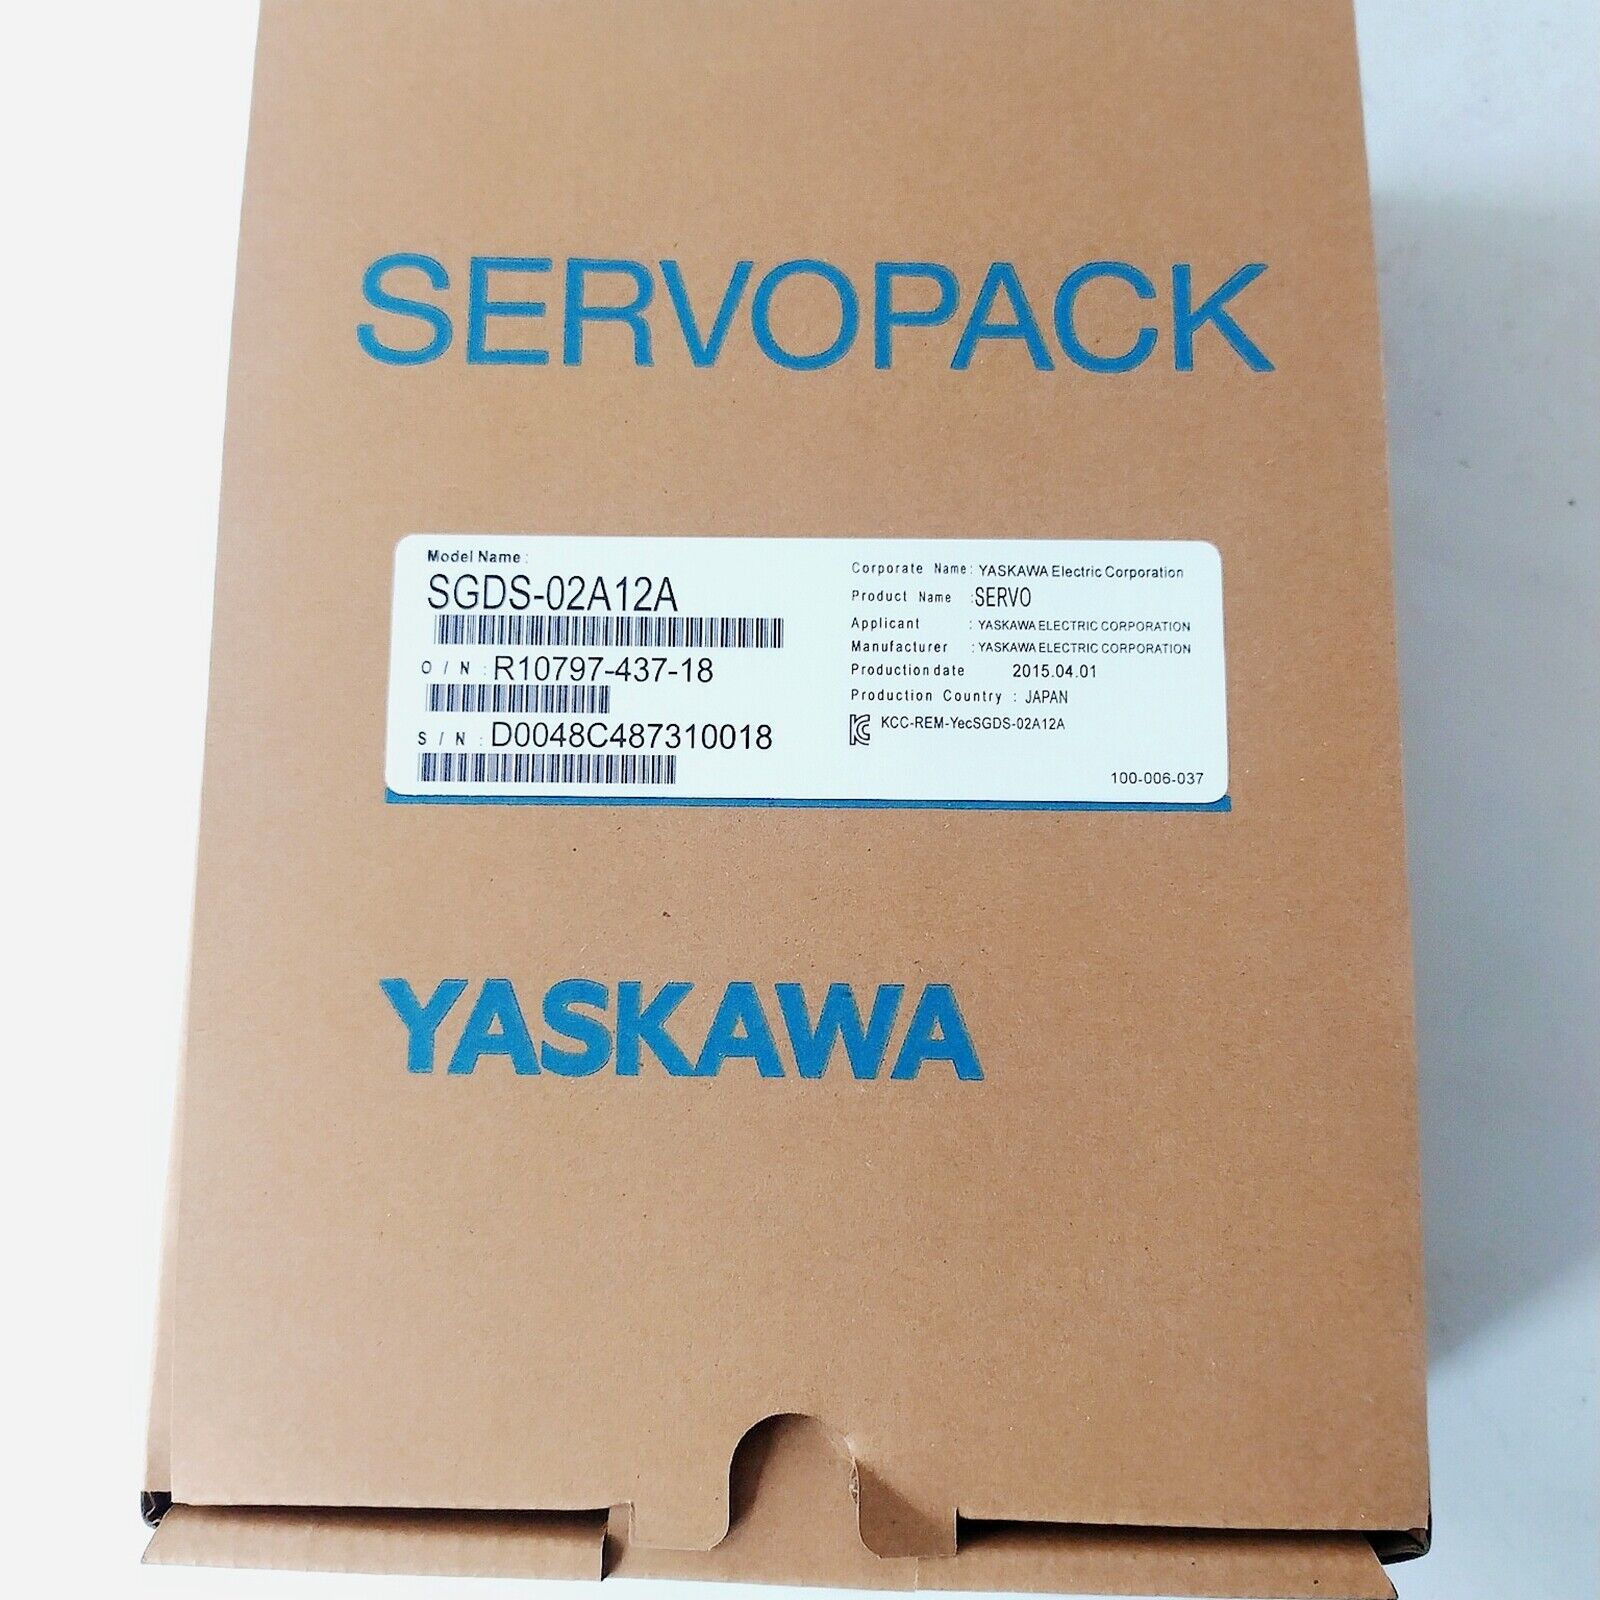 SERVOPACK
Model Name :
SGDS-02A12A
O / N : R10797-437-18
S / N : D0048C487310018
Corporate Name : YASKAWA Electric Corporation
Product Name : SERVO
Applicant : YASKAWA ELECTRIC CORPORATION
Manufacturer : YASKAWA ELECTRIC CORPORATION
Production date 2015.04.01
Production Country : JAPAN
KCC-REM-YecSGDS-02A12A
100-006-037
YASKAWA